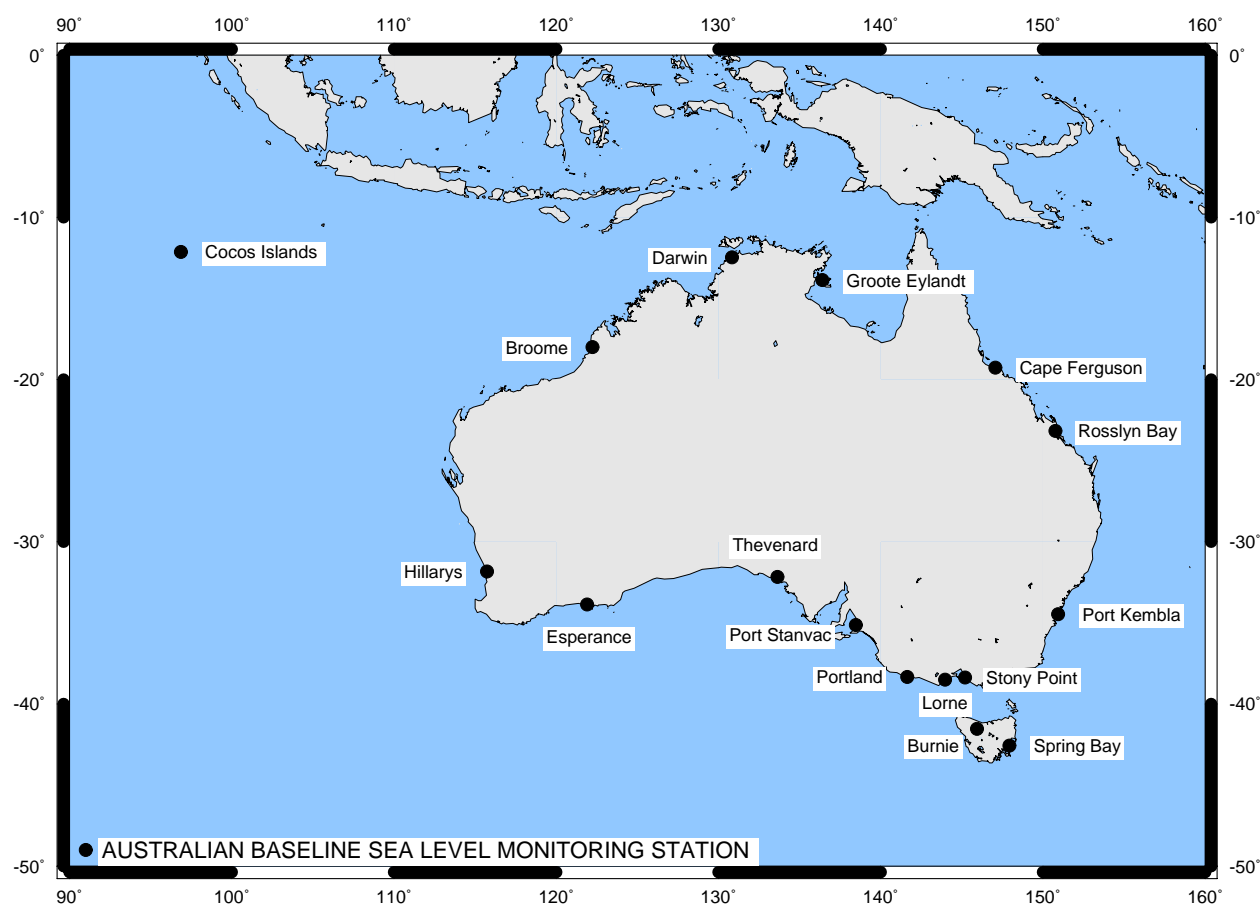 90˚ 100˚ 110˚ 120˚ 130˚ 140˚ 150˚ 160˚
0˚ 0˚
-10˚ -10˚
Cocos Islands
Darwin
Groote Eylandt
Broome
Cape Ferguson
-20˚ -20˚
Rosslyn Bay
-30˚ -30˚
Thevenard
Hillarys
Port Kembla
Esperance
Port Stanvac
Portland
Stony Point
Lorne
-40˚ -40˚
Burnie
Spring Bay
AUSTRALIAN BASELINE SEA LEVEL MONITORING STATION
-50˚ -50˚
90˚ 100˚ 110˚ 120˚ 130˚ 140˚ 150˚ 160˚